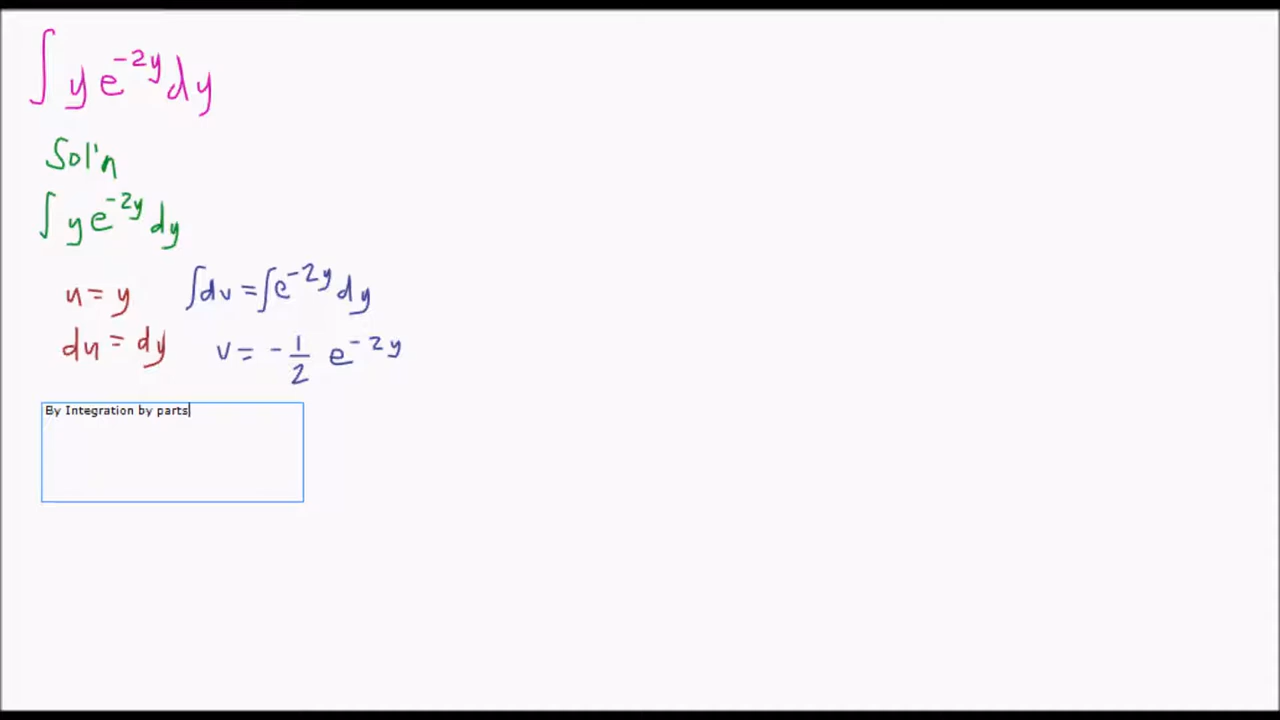 ∫ y e^{-2y} dy
Sol'n
∫ y e^{-2y} dy
u = y ∫dv = ∫e^{-2y} dy
du = dy v = -1/2 e^{-2y}
By Integration by parts